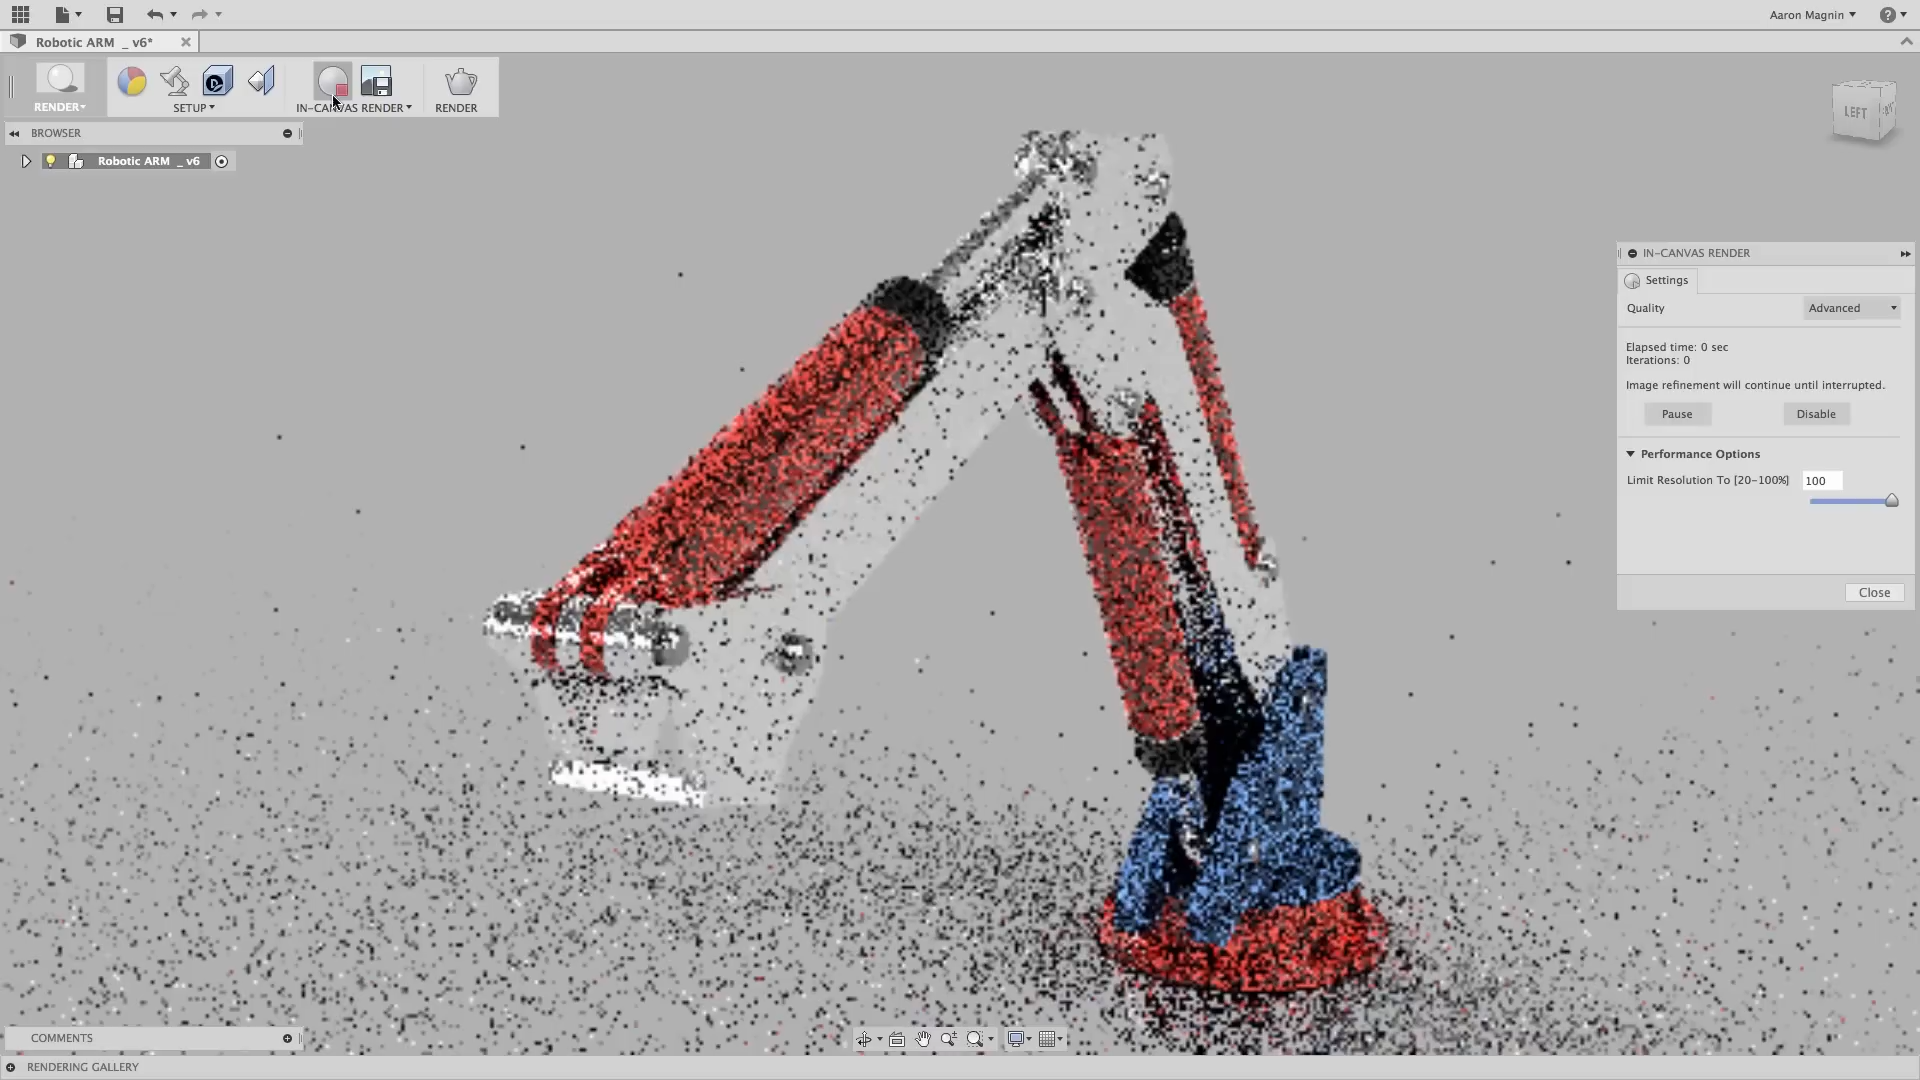 Aaron Magnin
Robotic ARM _ v6*
RENDER
SETUP
IN-CANVAS RENDER
RENDER
LEFT
BROWSER
Robotic ARM _ v6
IN-CANVAS RENDER
Settings
Quality
Advanced
Elapsed time: 0 sec
Iterations: 0
Image refinement will continue until interrupted.
Pause
Disable
Performance Options
Limit Resolution To [20-100%]
100
Close
COMMENTS
RENDERING GALLERY